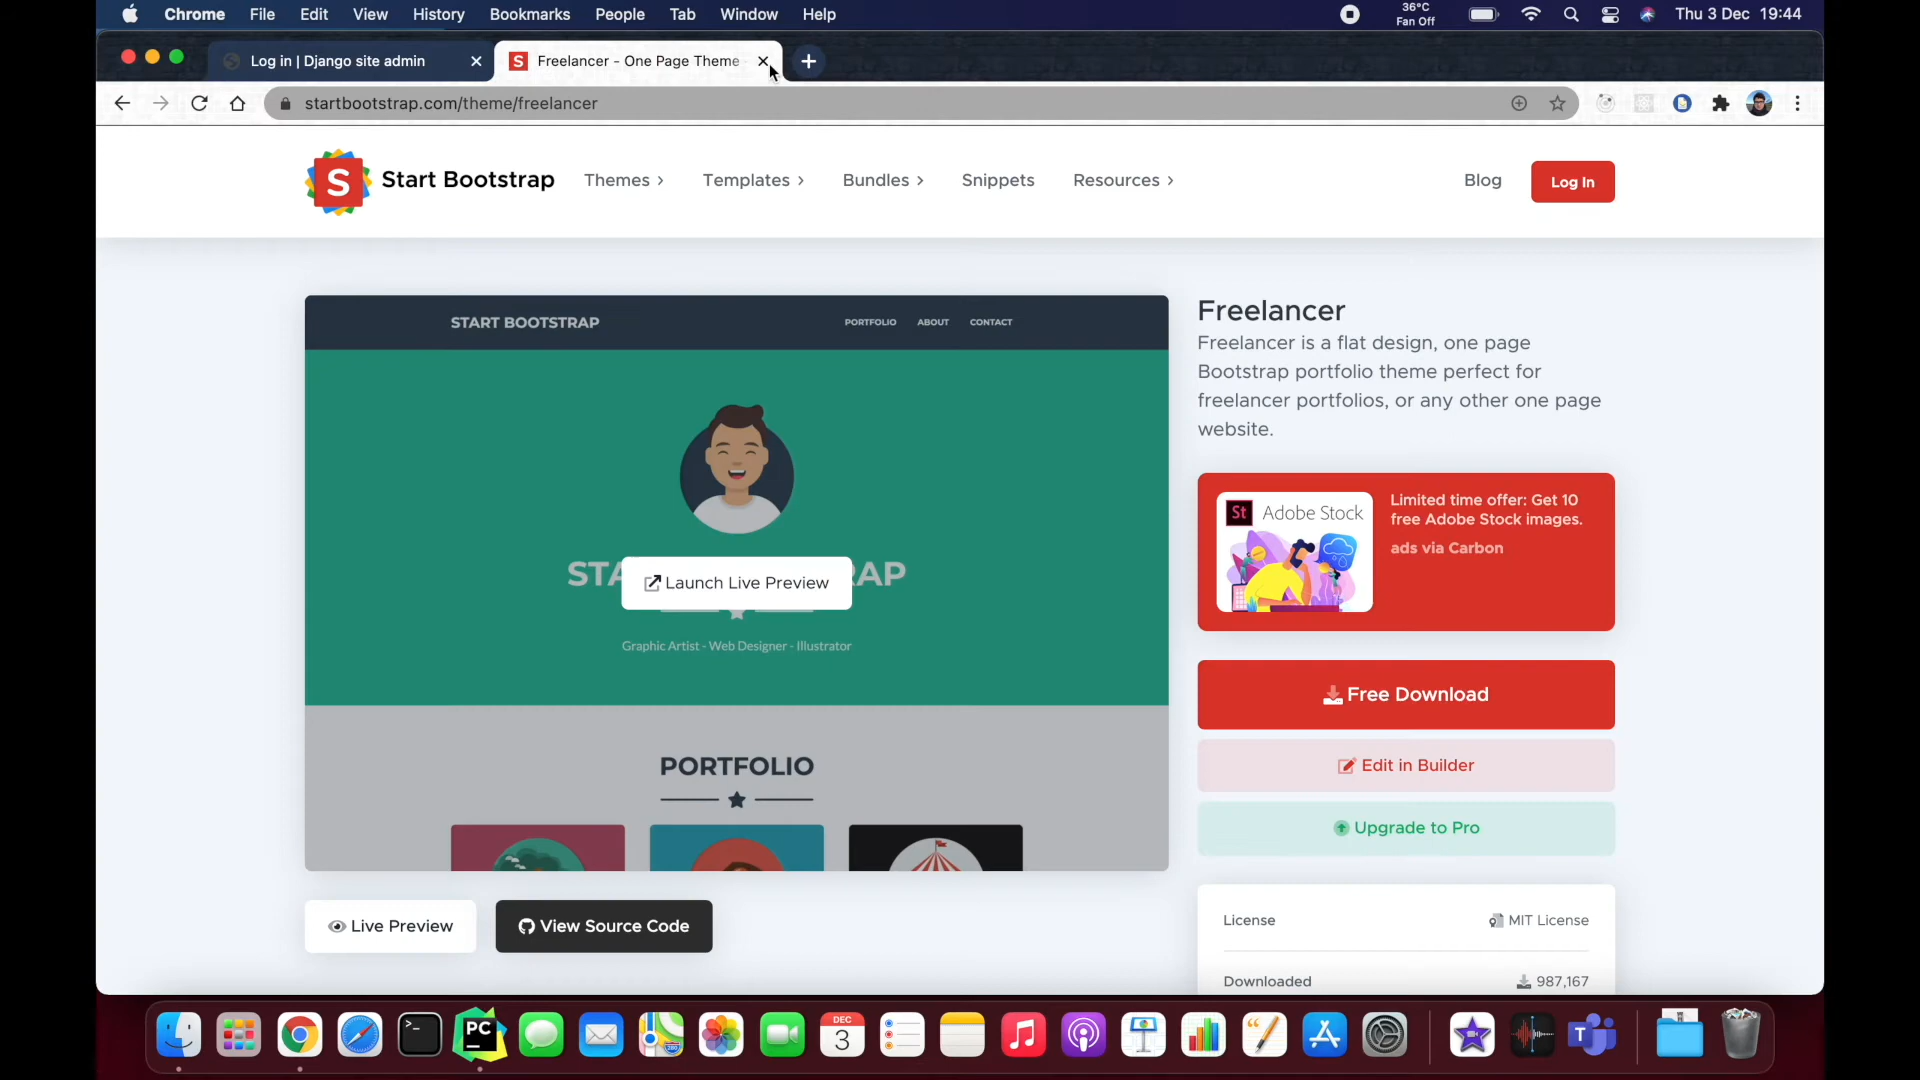 Chrome File Edit View History Bookmarks People Tab Window Help
36°C
Fan Off
Thu 3 Dec 19:44
Log in | Django site admin
S Freelancer - One Page Theme
startbootstrap.com/theme/freelancer
S Start Bootstrap
Themes
Templates
Bundles
Snippets
Resources
Blog
Log In
START BOOTSTRAP
PORTFOLIO ABOUT CONTACT
STA
RAP
Launch Live Preview
Graphic Artist - Web Designer - Illustrator
PORTFOLIO
Live Preview
View Source Code
Freelancer
Freelancer is a flat design, one page
Bootstrap portfolio theme perfect for
freelancer portfolios, or any other one page
website.
St Adobe Stock
Limited time offer: Get 10
free Adobe Stock images.
ads via Carbon
Free Download
Edit in Builder
Upgrade to Pro
License MIT License
Downloaded 987,167
PC
DEC
3
T